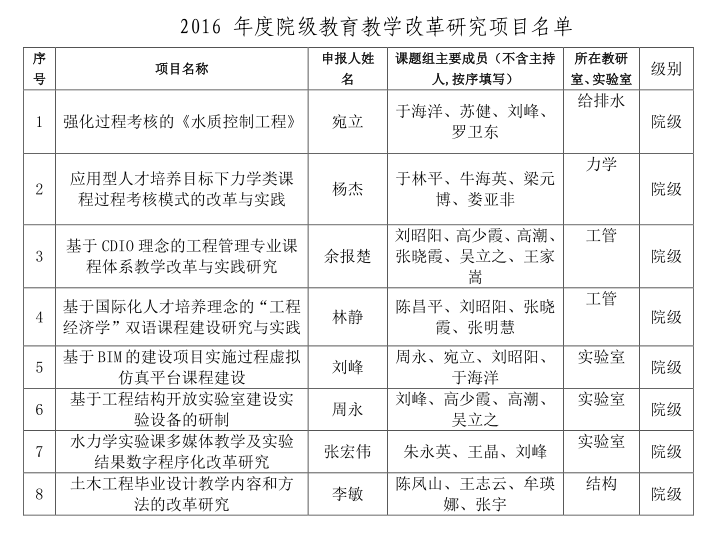 2016 年度院级教育教学改革研究项目名单
序号 项目名称 申报人姓名 课题组主要成员（不含主持人,按序填写） 所在教研室、实验室 级别
1 强化过程考核的《水质控制工程》 宛立 于海洋、苏健、刘峰、罗卫东 给排水 院级
2 应用型人才培养目标下力学类课程过程考核模式的改革与实践 杨杰 于林平、牛海英、梁元博、娄亚非 力学 院级
3 基于 CDIO 理念的工程管理专业课程体系教学改革与实践研究 余报楚 刘昭阳、高少霞、高潮、张晓霞、吴立之、王家嵩 工管 院级
4 基于国际化人才培养理念的“工程经济学”双语课程建设研究与实践 林静 陈昌平、刘昭阳、张晓霞、张明慧 工管 院级
5 基于 BIM 的建设项目实施过程虚拟仿真平台课程建设 刘峰 周永、宛立、刘昭阳、于海洋 实验室 院级
6 基于工程结构开放实验室建设实验设备的研制 周永 刘峰、高少霞、高潮、吴立之 实验室 院级
7 水力学实验课多媒体教学及实验结果数字程序化改革研究 张宏伟 朱永英、王晶、刘峰 实验室 院级
8 土木工程毕业设计教学内容和方法的改革研究 李敏 陈凤山、王志云、牟瑛娜、张宇 结构 院级